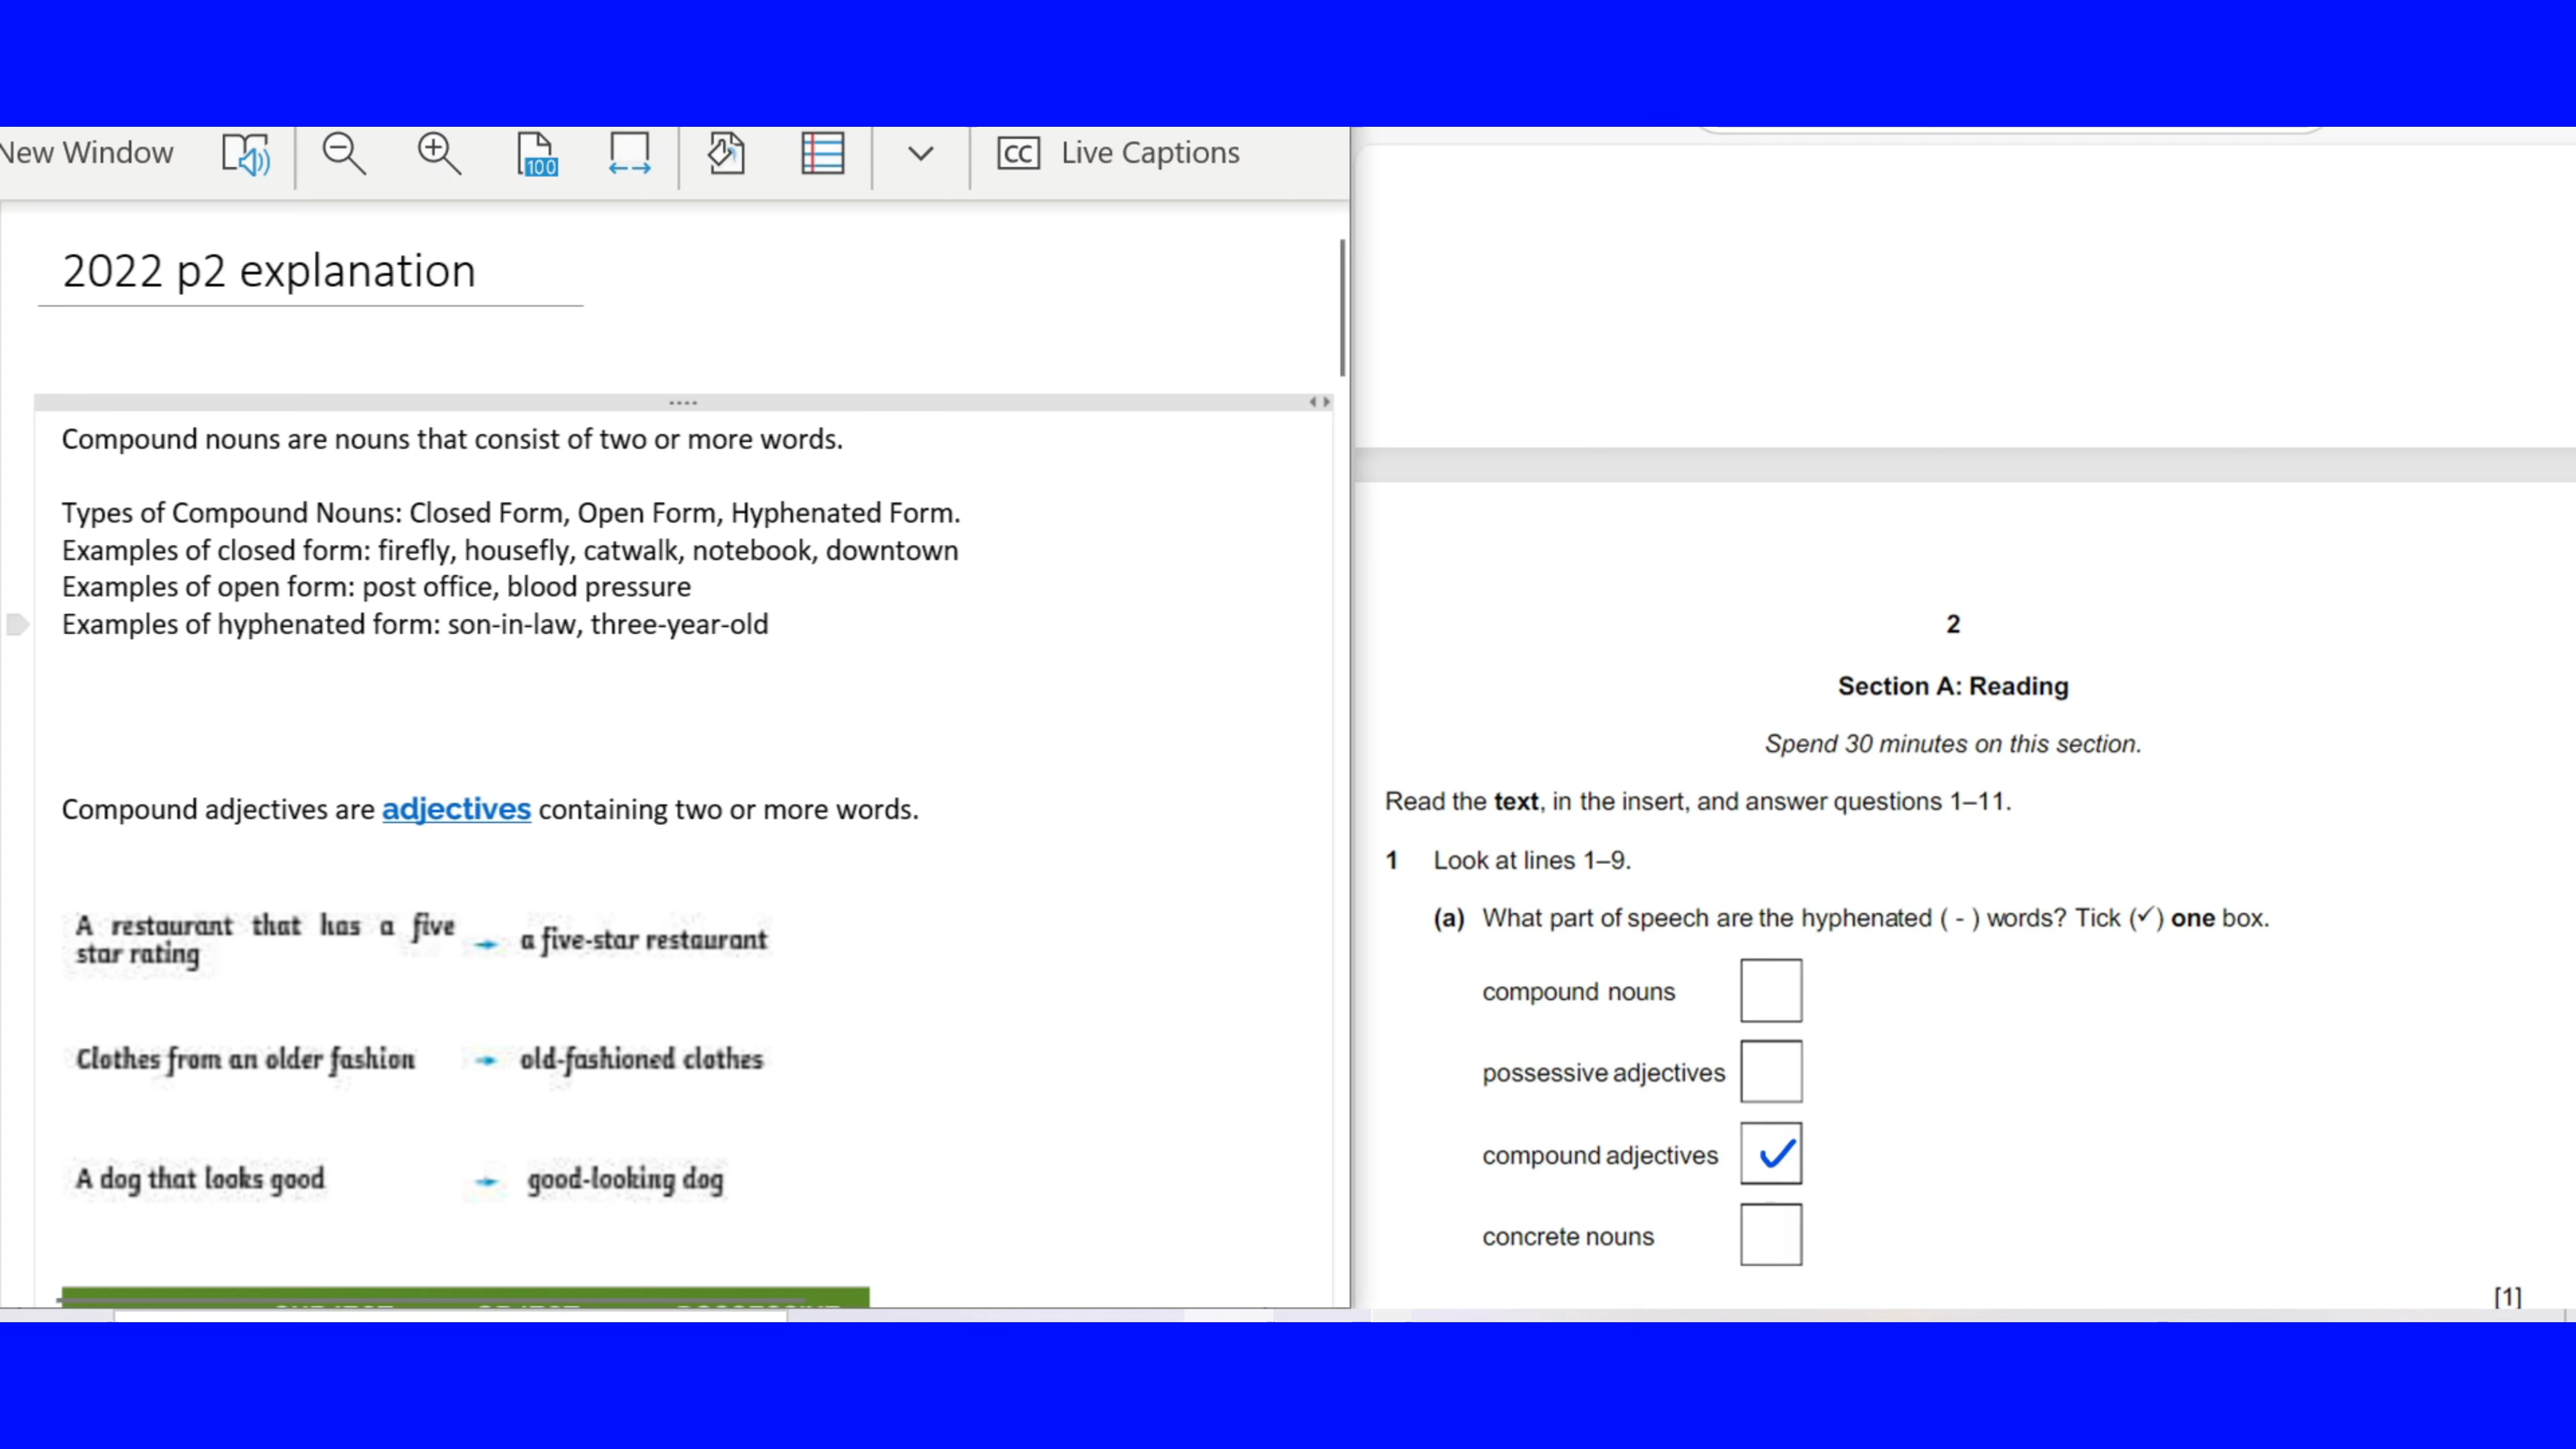 New Window
100
CC Live Captions
2022 p2 explanation
Compound nouns are nouns that consist of two or more words.
Types of Compound Nouns: Closed Form, Open Form, Hyphenated Form.
Examples of closed form: firefly, housefly, catwalk, notebook, downtown
Examples of open form: post office, blood pressure
Examples of hyphenated form: son-in-law, three-year-old
Compound adjectives are adjectives containing two or more words.
A restaurant that has a five
star rating
→ a five-star restaurant
Clothes from an older fashion → old-fashioned clothes
A dog that looks good → good-looking dog
2
Section A: Reading
Spend 30 minutes on this section.
Read the text, in the insert, and answer questions 1–11.
1 Look at lines 1–9.
(a) What part of speech are the hyphenated ( - ) words? Tick (✓) one box.
compound nouns
possessive adjectives
compound adjectives ✓
concrete nouns
[1]